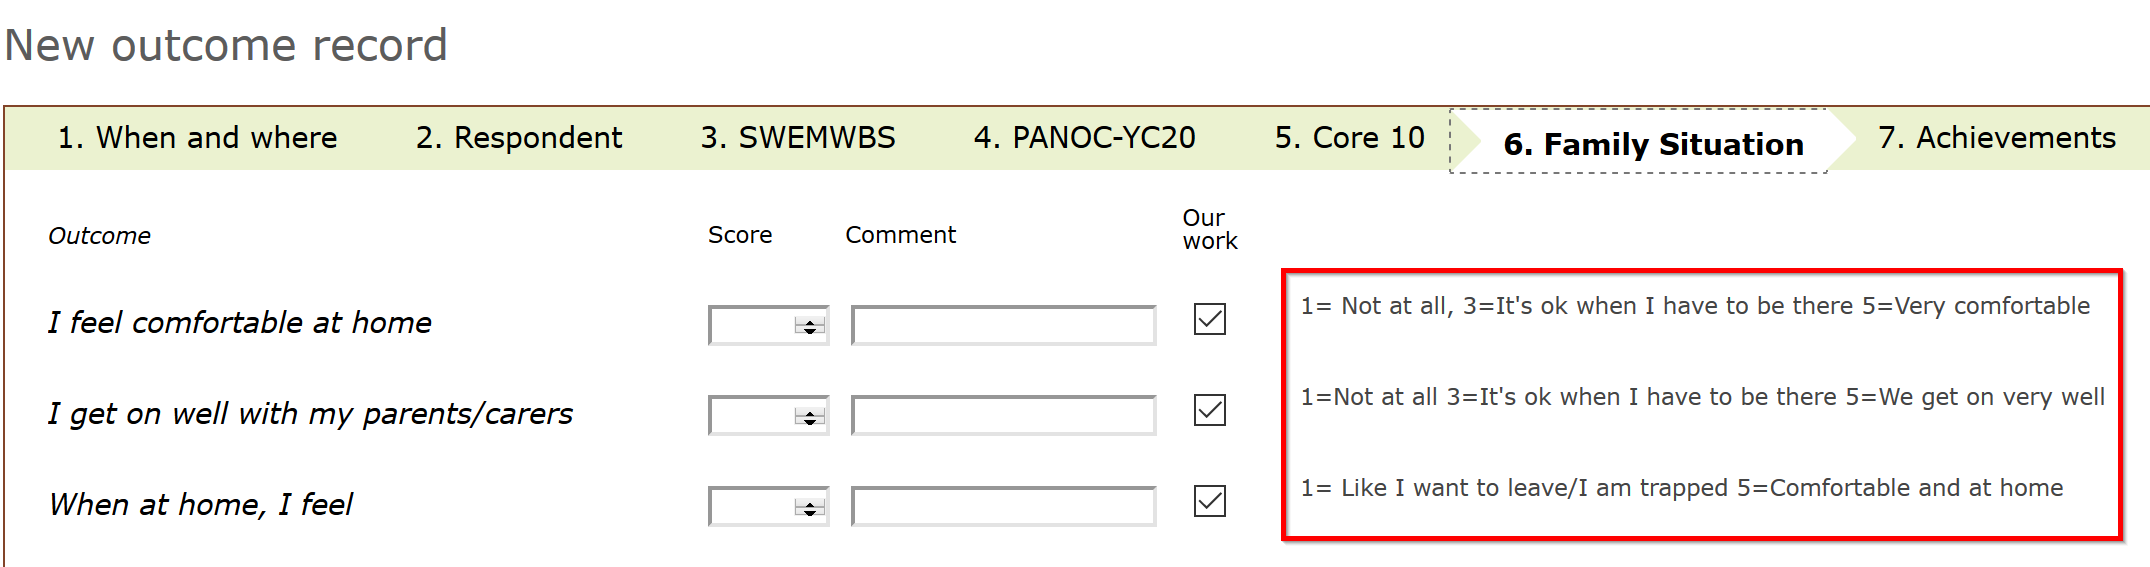 New outcome record
1. When and where 2. Respondent 3. SWEMWBS 4. PANOC-YC20 5. Core 10 6. Family Situation 7. Achievements
Outcome Score Comment Our work
I feel comfortable at home 1= Not at all, 3=It's ok when I have to be there 5=Very comfortable
I get on well with my parents/carers 1=Not at all 3=It's ok when I have to be there 5=We get on very well
When at home, I feel 1= Like I want to leave/I am trapped 5=Comfortable and at home